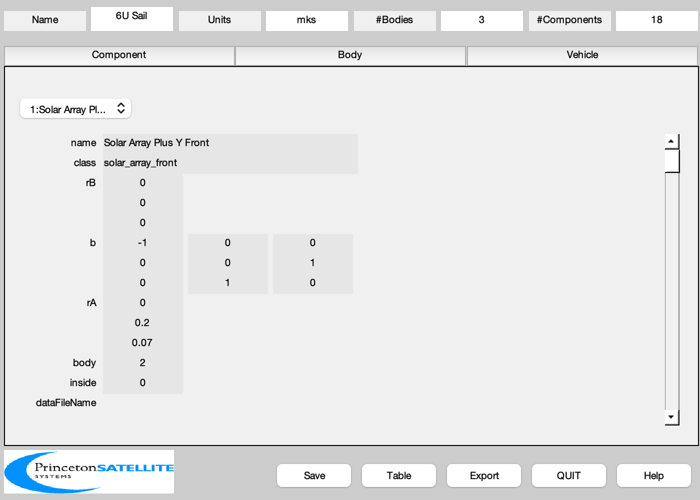 Name 6U Sail Units mks #Bodies 3 #Components 18
Component Body Vehicle
1:Solar Array Pl...
name Solar Array Plus Y Front
class solar_array_front
rB 0
0
0
b -1 0 0
0 0 1
0 1 0
rA 0
0.2
0.07
body 2
inside 0
dataFileName
PrincetonSATELLITE
SYSTEMS
Save Table Export QUIT Help